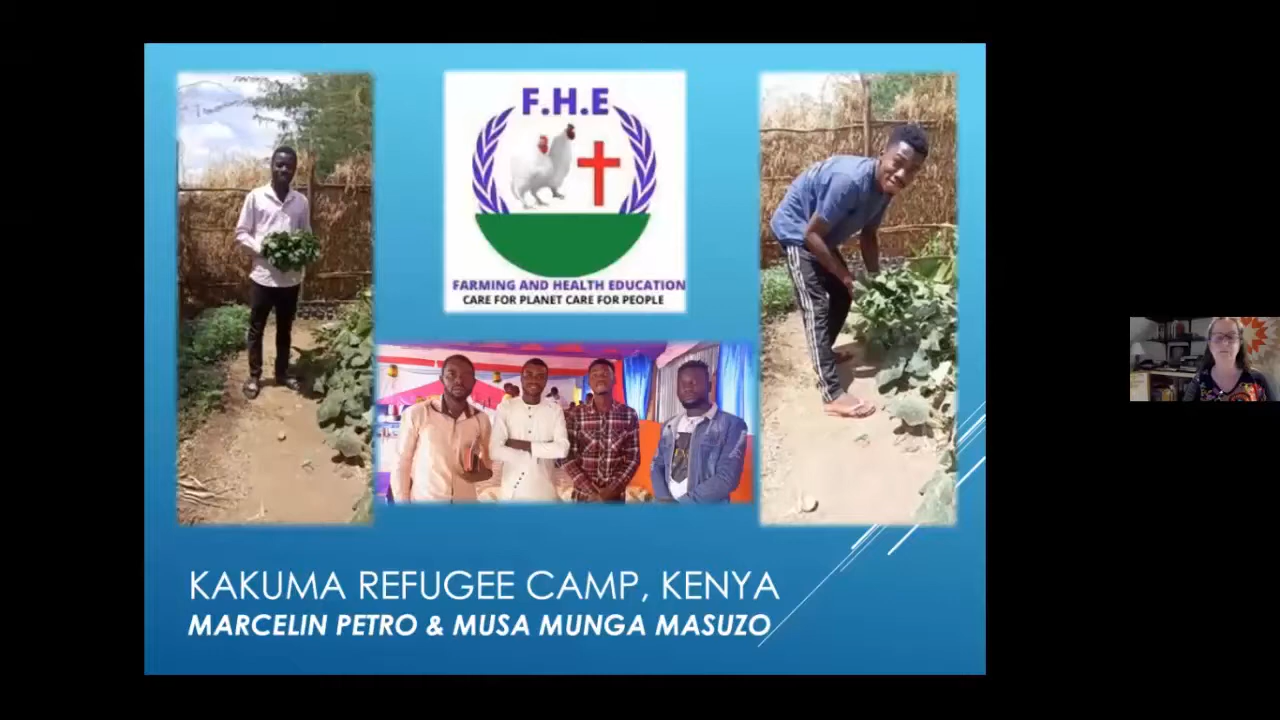 F.H.E
FARMING AND HEALTH EDUCATION
CARE FOR PLANET CARE FOR PEOPLE
KAKUMA REFUGEE CAMP, KENYA
MARCELIN PETRO & MUSA MUNGA MASUZO